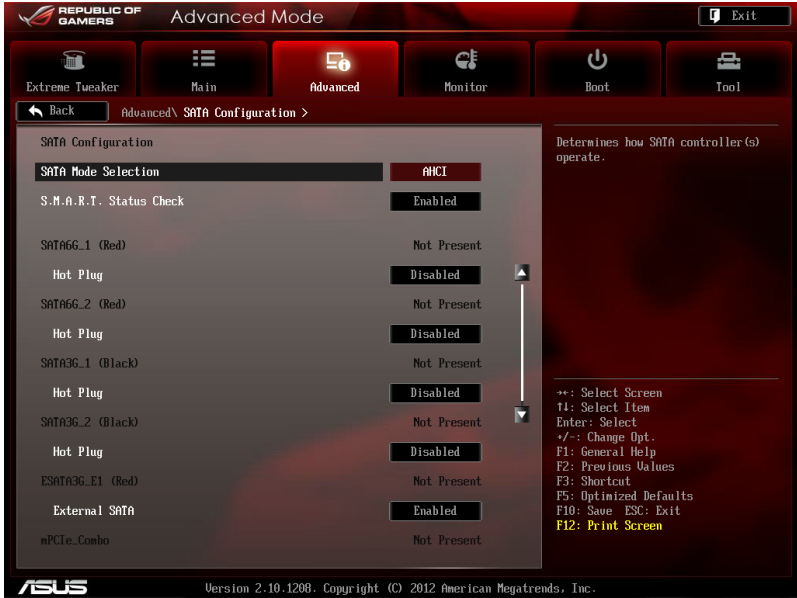 REPUBLIC OF GAMERS Advanced Mode Exit
Extreme Tweaker Main Advanced Monitor Boot Tool
Back Advanced\ SATA Configuration >
SATA Configuration
SATA Mode Selection AHCI
S.M.A.R.T. Status Check Enabled
SATA6G_1 (Red) Not Present
Hot Plug Disabled
SATA6G_2 (Red) Not Present
Hot Plug Disabled
SATA3G_1 (Black) Not Present
Hot Plug Disabled
SATA3G_2 (Black) Not Present
Hot Plug Disabled
ESATA3G_E1 (Red) Not Present
External SATA Enabled
mPCIe_Combo Not Present
Determines how SATA controller(s)
operate.
→←: Select Screen
↑↓: Select Item
Enter: Select
+/-: Change Opt.
F1: General Help
F2: Previous Values
F3: Shortcut
F5: Optimized Defaults
F10: Save ESC: Exit
F12: Print Screen
ASUS Version 2.10.1208. Copyright (C) 2012 American Megatrends, Inc.